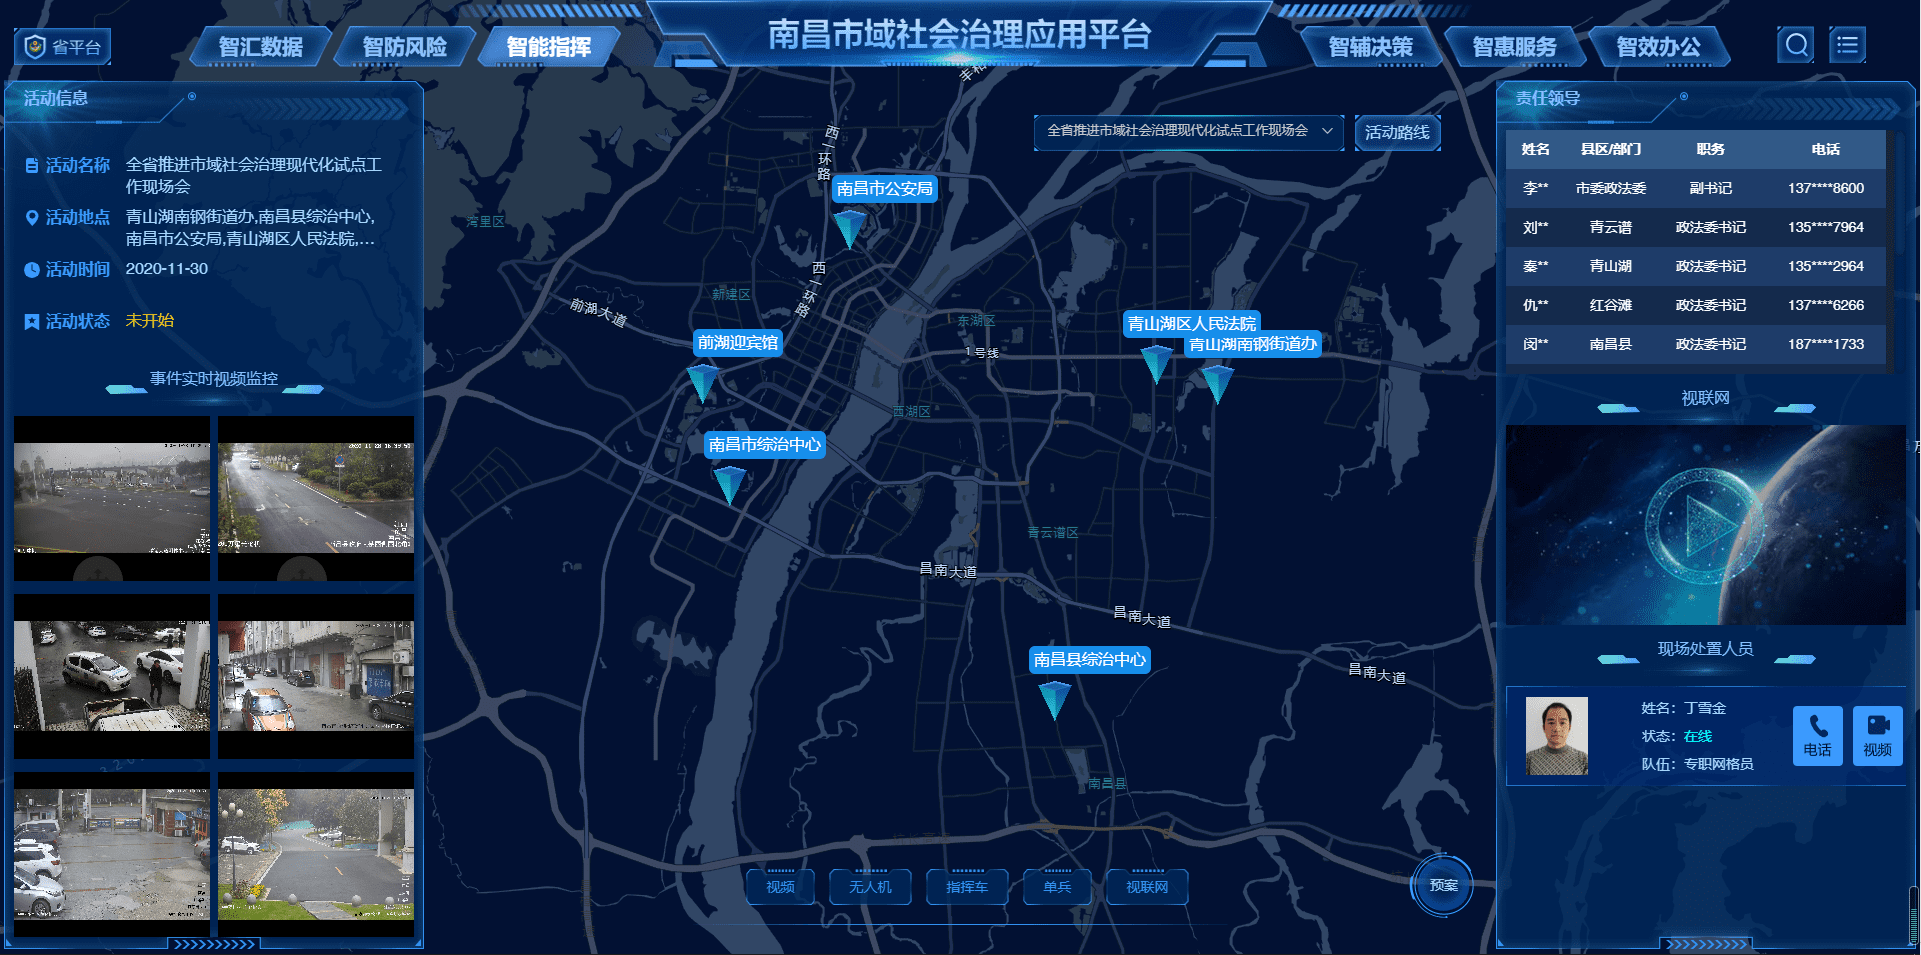 南昌市域社会治理应用平台
省平台
智汇数据
智防风险
智能指挥
智辅决策
智惠服务
智效办公
活动信息
活动名称 全省推进市域社会治理现代化试点工
作现场会
活动地点 青山湖南钢街道办,南昌县综治中心,
南昌市公安局,青山湖区人民法院,...
活动时间 2020-11-30
活动状态 未开始
事件实时视频监控
全省推进市域社会治理现代化试点工作现场会
活动路线
丰和
西一环路
南昌市公安局
湾里区
西一环路
新建区
前湖大道
东湖区
青山湖区人民法院
前湖迎宾馆
青山湖南钢街道办
1号线
西湖区
南昌市综治中心
青云谱区
昌南大道
昌南大道
南昌县综治中心
昌南大道
南昌县
视频
无人机
指挥车
单兵
视联网
预案
责任领导
姓名 县区/部门 职务 电话
李** 市委政法委 副书记 137****8600
刘** 青云谱 政法委书记 135****7964
秦** 青山湖 政法委书记 135****2964
仇** 红谷滩 政法委书记 137****6266
闵** 南昌县 政法委书记 187****1733
视联网
现场处置人员
姓名：丁雪金
状态：在线
队伍：专职网格员
电话
视频